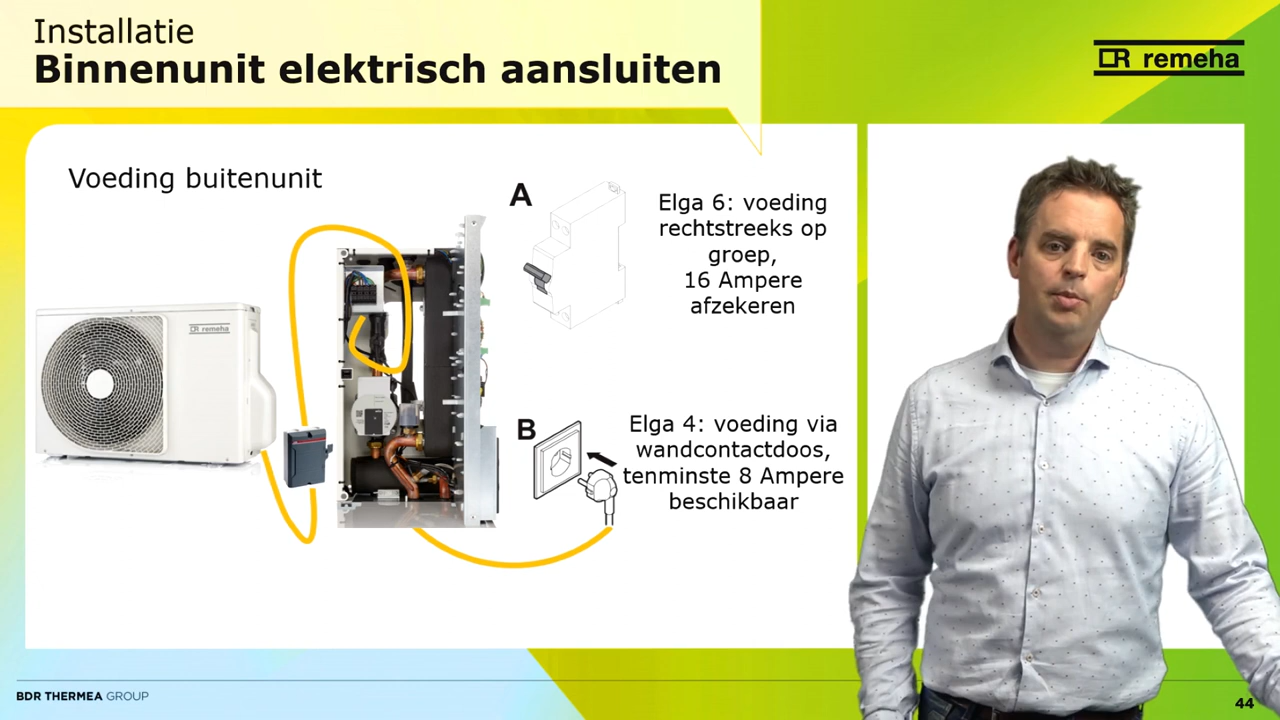 Installatie
Binnenunit elektrisch aansluiten
remeha
Voeding buitenunit
remeha
A
Elga 6: voeding
rechtstreeks op
groep,
16 Ampere
afzekeren
B
Elga 4: voeding via
wandcontactdoos,
tenminste 8 Ampere
beschikbaar
BDR THERMEA GROUP
44